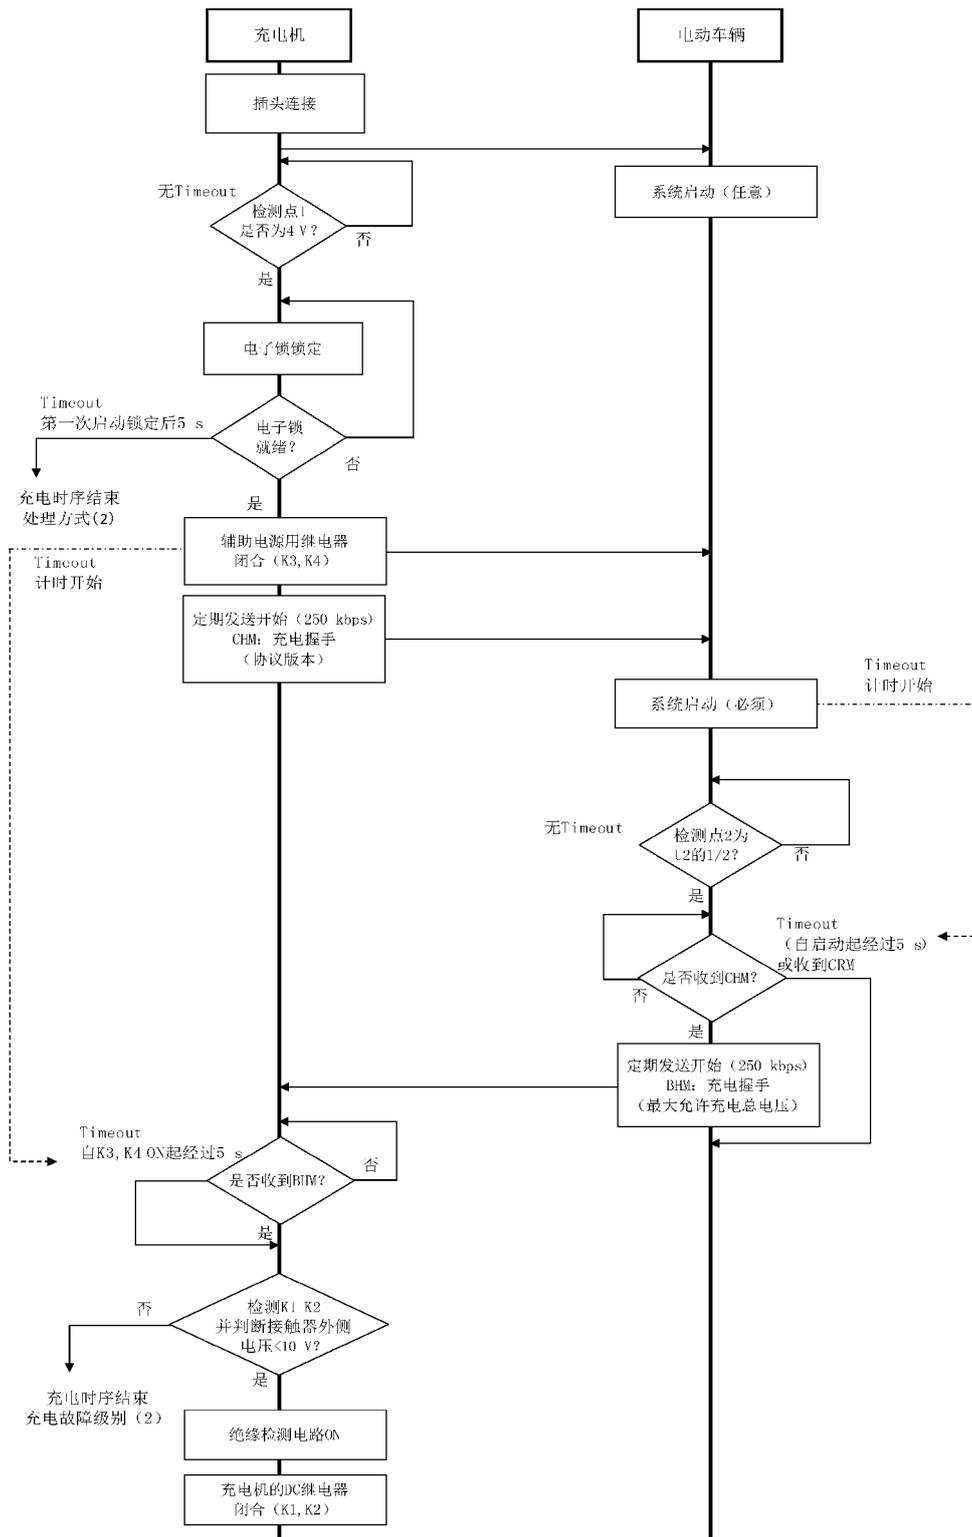 充电机
电动车辆
插头连接
系统启动（任意）
无Timeout
检测点1
是否为4 V？
否
是
电子锁锁定
Timeout
第一次启动锁定后5 s
电子锁
就绪？
否
充电时序结束
处理方式(2)
是
辅助电源用继电器
闭合（K3,K4）
Timeout
计时开始
定期发送开始（250 kbps)
CHM：充电握手
（协议版本）
Timeout
计时开始
系统启动（必须）
无Timeout
检测点2为
U2的1/2？
否
是
Timeout
（自启动起经过5 s）
或收到CRM
是否收到CHM？
否
是
定期发送开始（250 kbps)
BHM：充电握手
（最大允许充电总电压）
Timeout
自K3,K4 ON起经过5 s
否
是否收到BHM？
是
否
检测K1 K2
并判断接触器外侧
电压<10 V？
是
充电时序结束
充电故障级别（2）
绝缘检测电路ON
充电机的DC继电器
闭合（K1,K2）